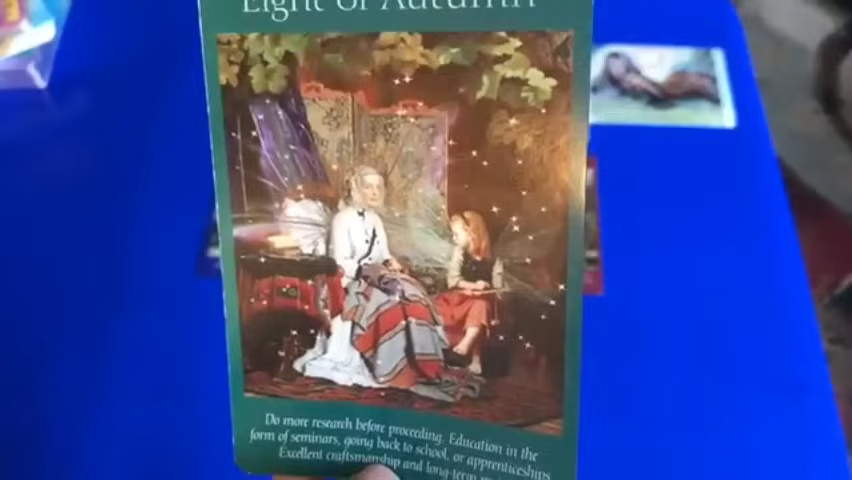 Eight of Autumn
Do more research before proceeding. Education in the
form of seminars, going back to school, or apprenticeships
Excellent craftsmanship and long-term